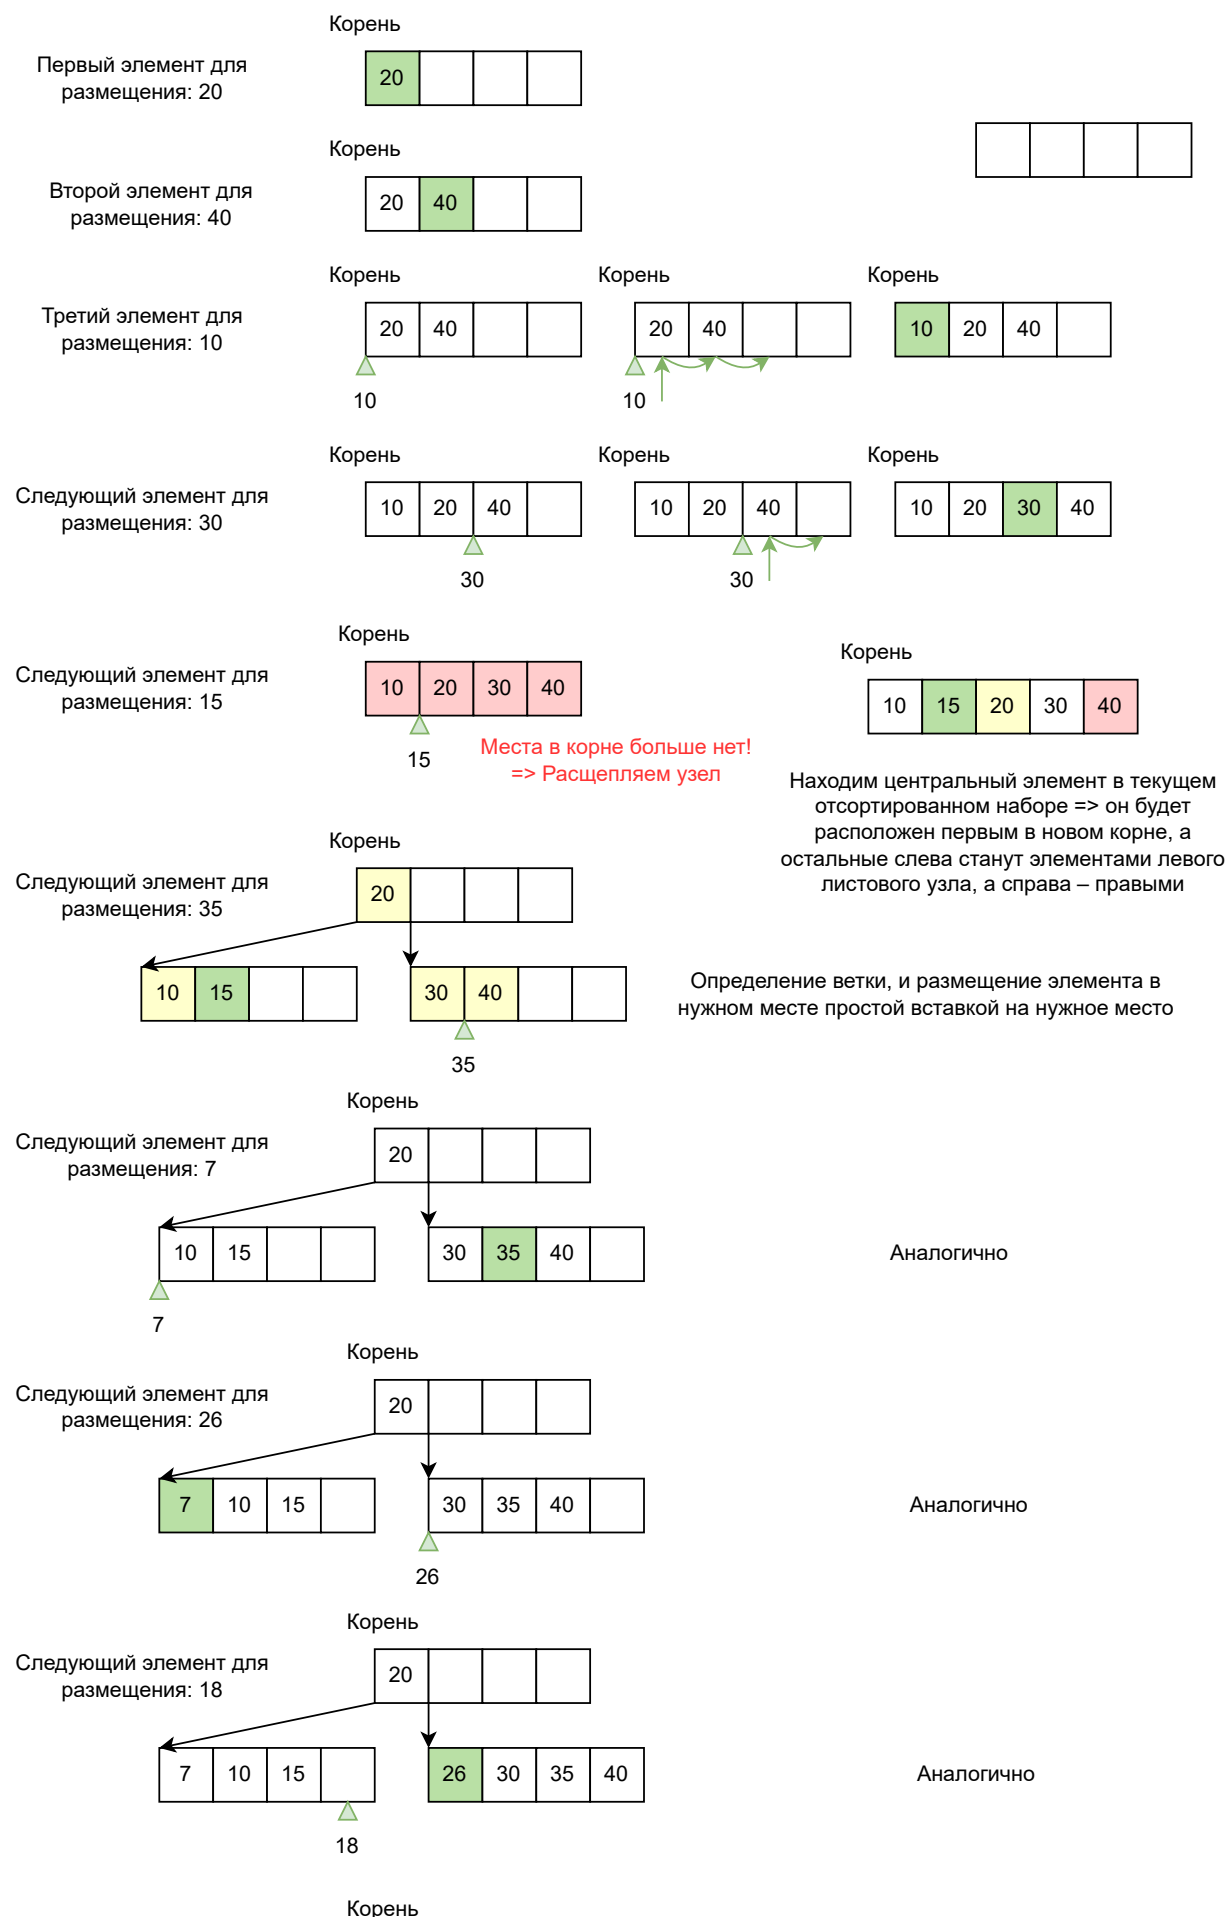 Корень
Первый элемент для
размещения: 20
20
Корень
Второй элемент для
размещения: 40
20 40
Корень Корень Корень
Третий элемент для
размещения: 10
20 40 20 40 10 20 40
10 10
Корень Корень Корень
Следующий элемент для
размещения: 30
10 20 40 10 20 40 10 20 30 40
30 30
Корень
Корень
Следующий элемент для
размещения: 15
10 20 30 40
10 15 20 30 40
15
Места в корне больше нет!
=> Расщепляем узел
Находим центральный элемент в текущем
отсортированном наборе => он будет
расположен первым в новом корне, а
остальные слева станут элементами левого
листового узла, а справа – правыми
Корень
Следующий элемент для
размещения: 35
20
10 15 30 40
Определение ветки, и размещение элемента в
нужном месте простой вставкой на нужное место
35
Корень
Следующий элемент для
размещения: 7
20
10 15 30 35 40
Аналогично
7
Корень
Следующий элемент для
размещения: 26
20
7 10 15 30 35 40
Аналогично
26
Корень
Следующий элемент для
размещения: 18
20
7 10 15 26 30 35 40
Аналогично
18
Корень